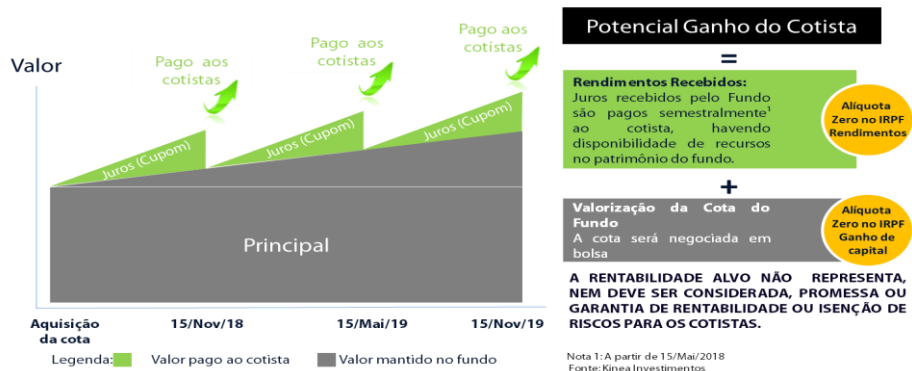 Valor
Pago aos
cotistas
Pago aos
cotistas
Pago aos
cotistas
Juros (Cupom)
Juros (Cupom)
Juros (Cupom)
Principal
Aquisição
da cota
15/Nov/18
15/Mai/19
15/Nov/19
Legenda:
Valor pago ao cotista
Valor mantido no fundo
Potencial Ganho do Cotista
=
Rendimentos Recebidos:
Juros recebidos pelo Fundo
são pagos semestralmente¹
ao cotista, havendo
disponibilidade de recursos
no patrimônio do fundo.
Alíquota
Zero no IRPF
Rendimentos
+
Valorização da Cota do
Fundo
A cota será negociada em
bolsa
Alíquota
Zero no IRPF
Ganho de
capital
A RENTABILIDADE ALVO NÃO REPRESENTA,
NEM DEVE SER CONSIDERADA, PROMESSA OU
GARANTIA DE RENTABILIDADE OU ISENÇÃO DE
RISCOS PARA OS COTISTAS.
Nota 1: A partir de 15/Mai/2018
Fonte: Kinea Investimentos